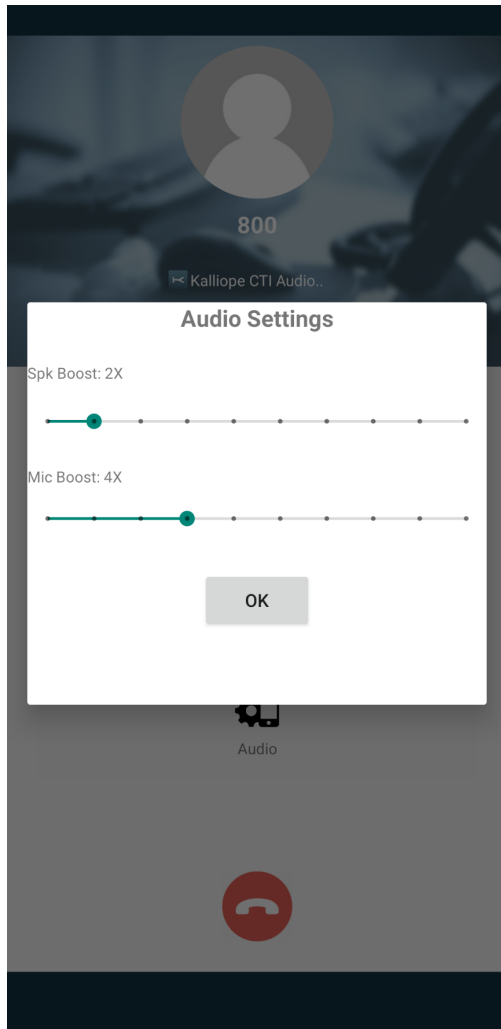 800
Kalliope CTI Audio..
Audio Settings
Spk Boost: 2X
Mic Boost: 4X
OK
Audio